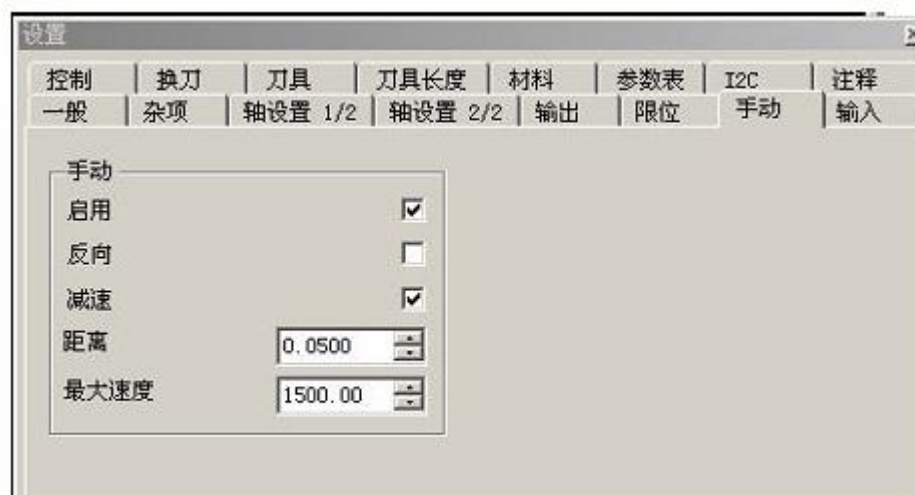 设置
控制 换刀 刀具 刀具长度 材料 参数表 I2C 注释
一般 杂项 轴设置 1/2 轴设置 2/2 输出 限位 手动 输入
手动
启用
反向
减速
距离 0.0500
最大速度 1500.00